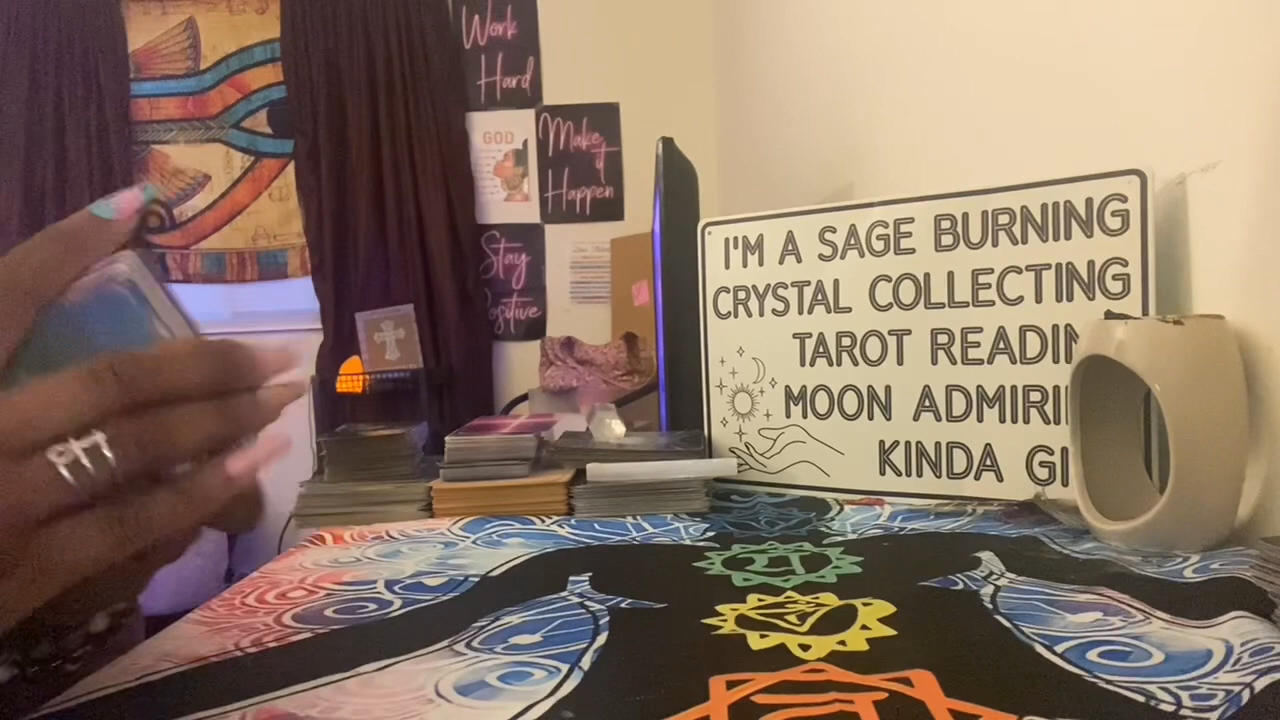 Work
Hard
GOD
Make
it
Happen
Stay
Positive
I'M A SAGE BURNING
CRYSTAL COLLECTING
TAROT READIN
MOON ADMIRI
KINDA GI